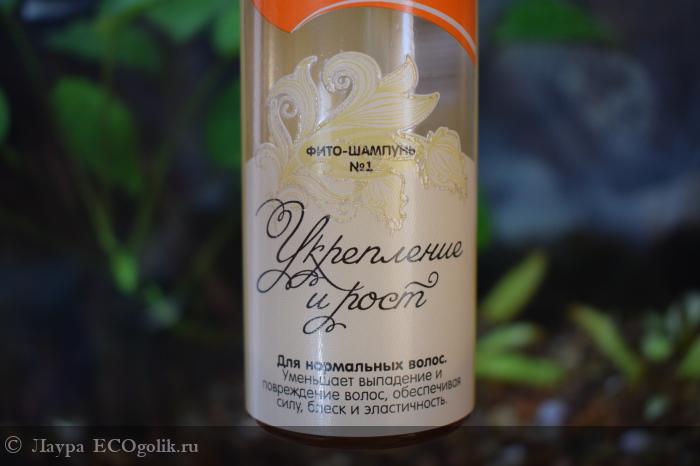 ФИТО-ШАМПУНЬ
№1
Укрепление
и рост
Для нормальных волос.
Уменьшает выпадение и
повреждение волос, обеспечивая
силу, блеск и эластичность.
© Лаура ECOgolik.ru